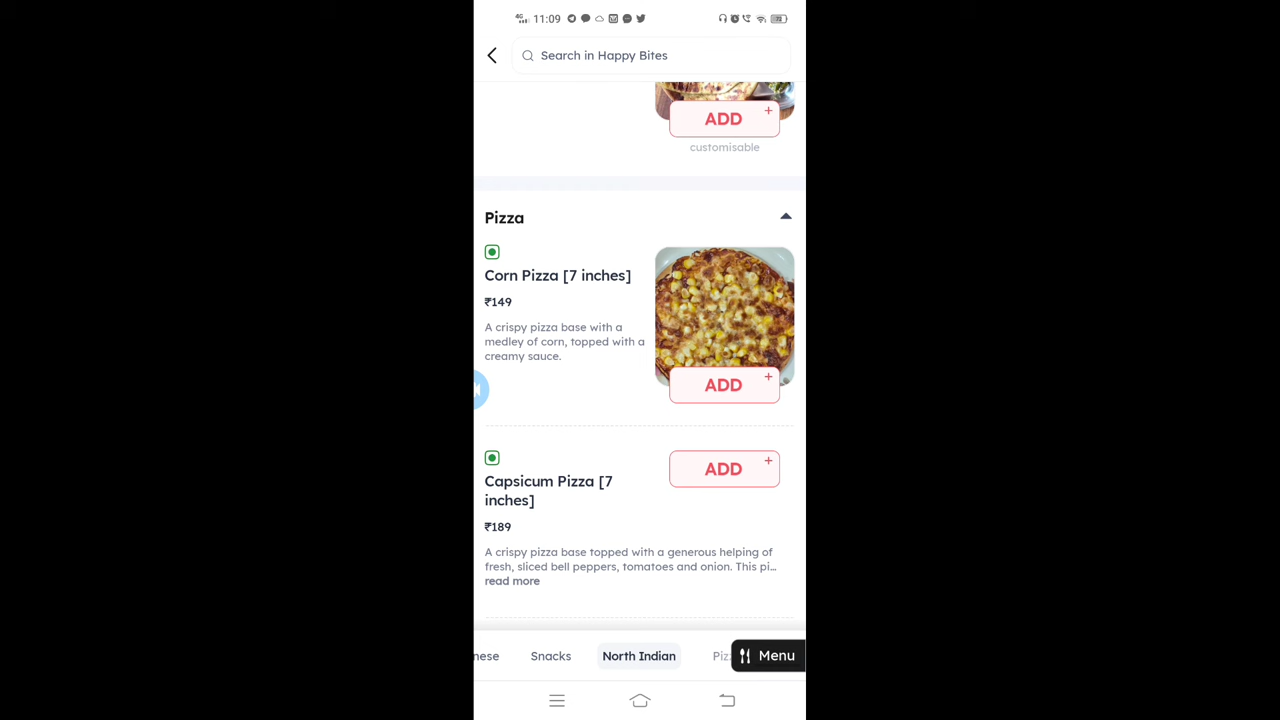 4G 11:09
Search in Happy Bites
ADD +
customisable
Pizza
Corn Pizza [7 inches]
₹149
A crispy pizza base with a
medley of corn, topped with a
creamy sauce.
ADD +
Capsicum Pizza [7
inches]
ADD +
₹189
A crispy pizza base topped with a generous helping of
fresh, sliced bell peppers, tomatoes and onion. This pi...
read more
nese Snacks North Indian Piz Menu